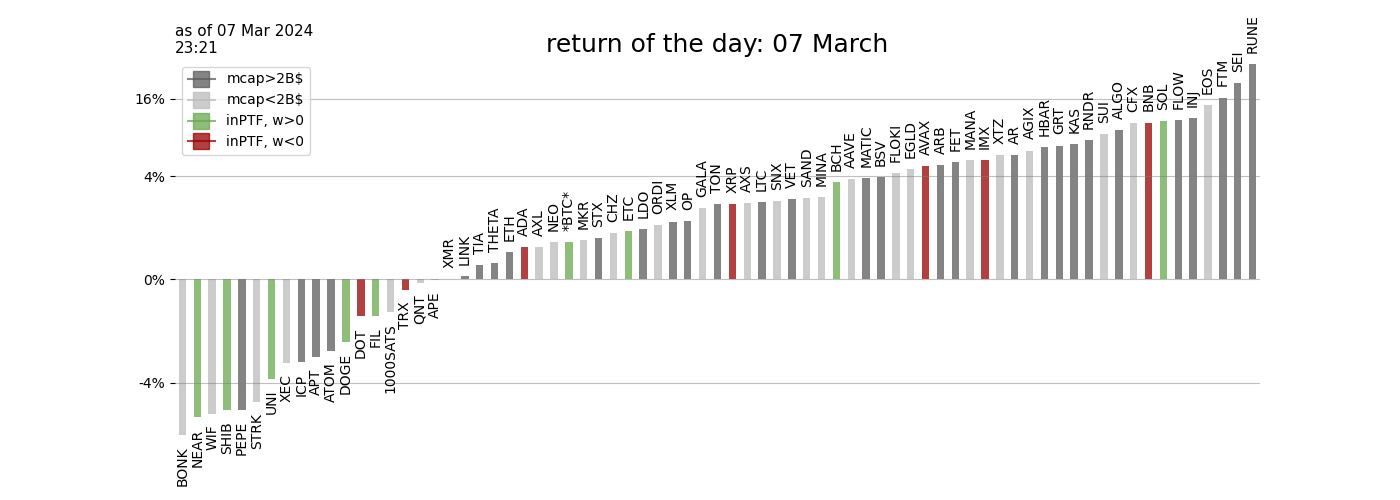 as of 07 Mar 2024
23:21
return of the day: 07 March
mcap>2B$
mcap<2B$
inPTF, w>0
inPTF, w<0
16%
4%
0%
-4%
BONK
NEAR
WIF
SHIB
PEPE
STRK
UNI
XEC
ICP
APT
ATOM
DOGE
DOT
FIL
1000SATS
TRX
QNT
APE
XMR
LINK
TIA
THETA
ETH
ADA
AXL
NEO
*BTC*
MKR
STX
CHZ
ETC
LDO
ORDI
XLM
OP
GALA
TON
XRP
AXS
LTC
SNX
VET
SAND
MINA
BCH
AAVE
MATIC
BSV
FLOKI
EGLD
AVAX
ARB
FET
MANA
IMX
XTZ
AR
AGIX
HBAR
GRT
KAS
RNDR
SUI
ALGO
CFX
BNB
SOL
FLOW
INJ
EOS
FTM
SEI
RUNE